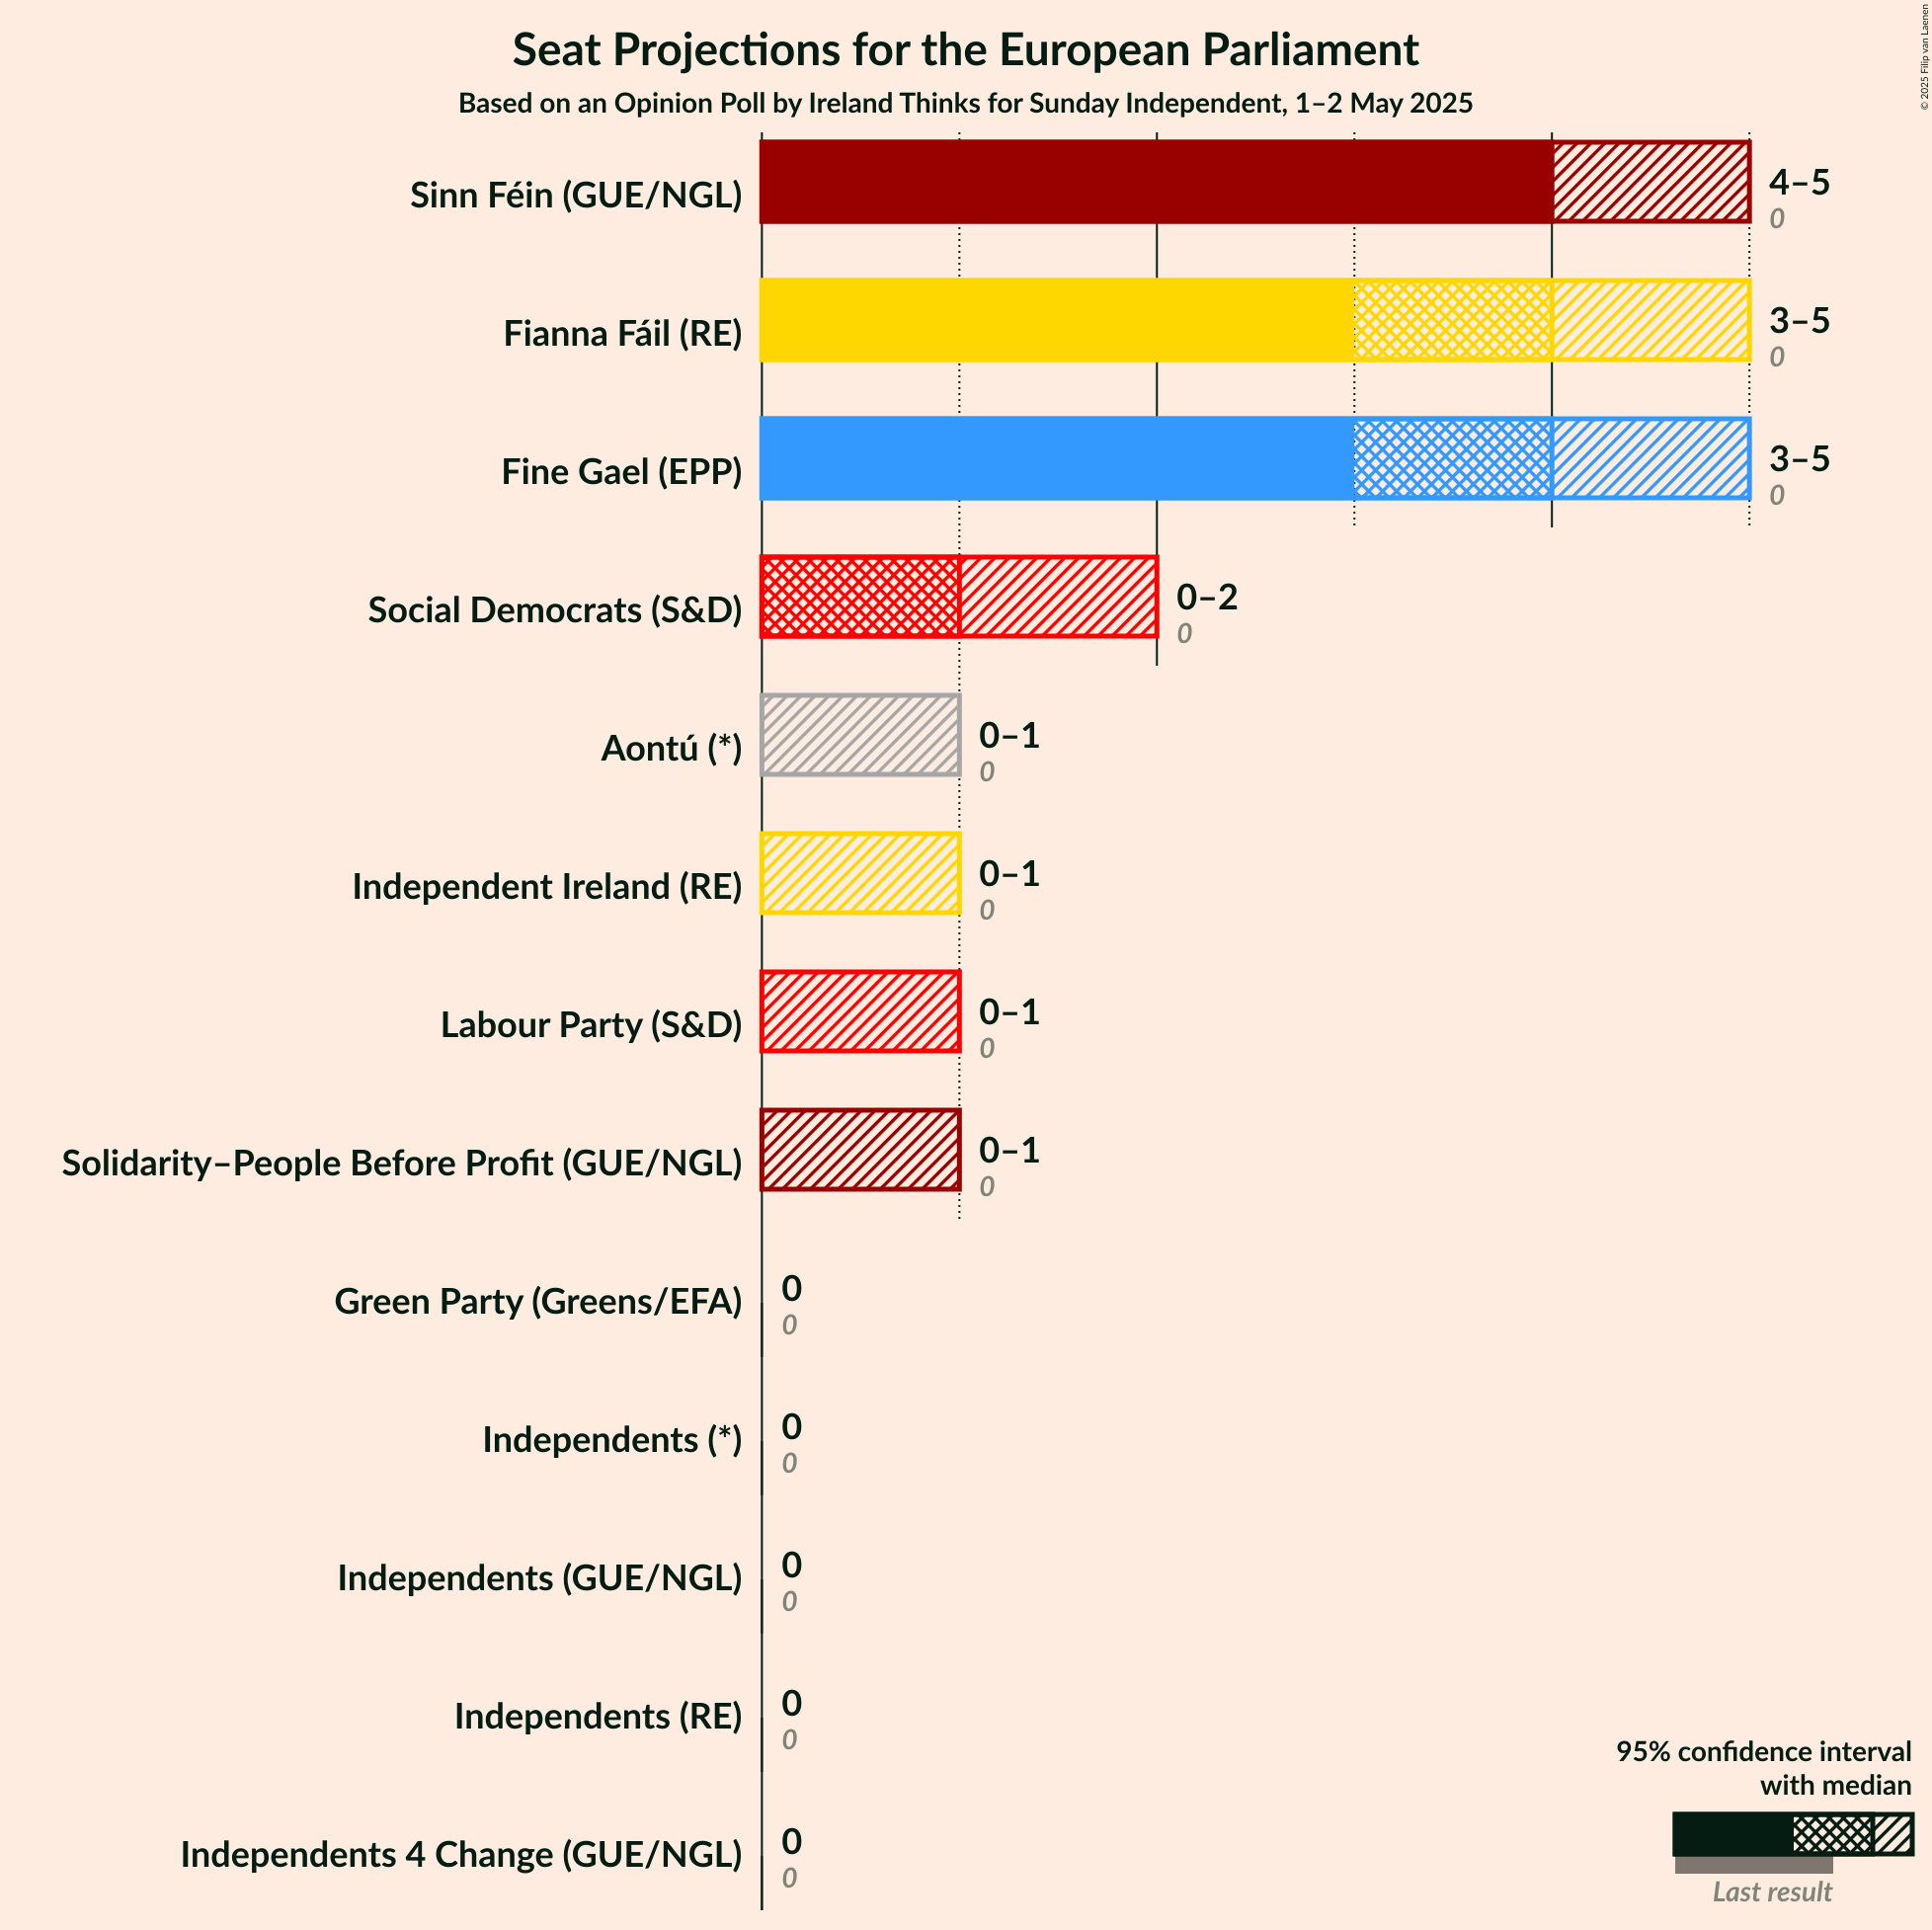 Seat Projections for the European Parliament
Based on an Opinion Poll by Ireland Thinks for Sunday Independent, 1–2 May 2025
© 2025 Filip van Laenen
Sinn Féin (GUE/NGL)
4–5
0
Fianna Fáil (RE)
3–5
0
Fine Gael (EPP)
3–5
0
Social Democrats (S&D)
0–2
0
Aontú (*)
0–1
0
Independent Ireland (RE)
0–1
0
Labour Party (S&D)
0–1
0
Solidarity–People Before Profit (GUE/NGL)
0–1
0
Green Party (Greens/EFA)
0
0
Independents (*)
0
0
Independents (GUE/NGL)
0
0
Independents (RE)
0
0
Independents 4 Change (GUE/NGL)
0
0
95% confidence interval
with median
Last result